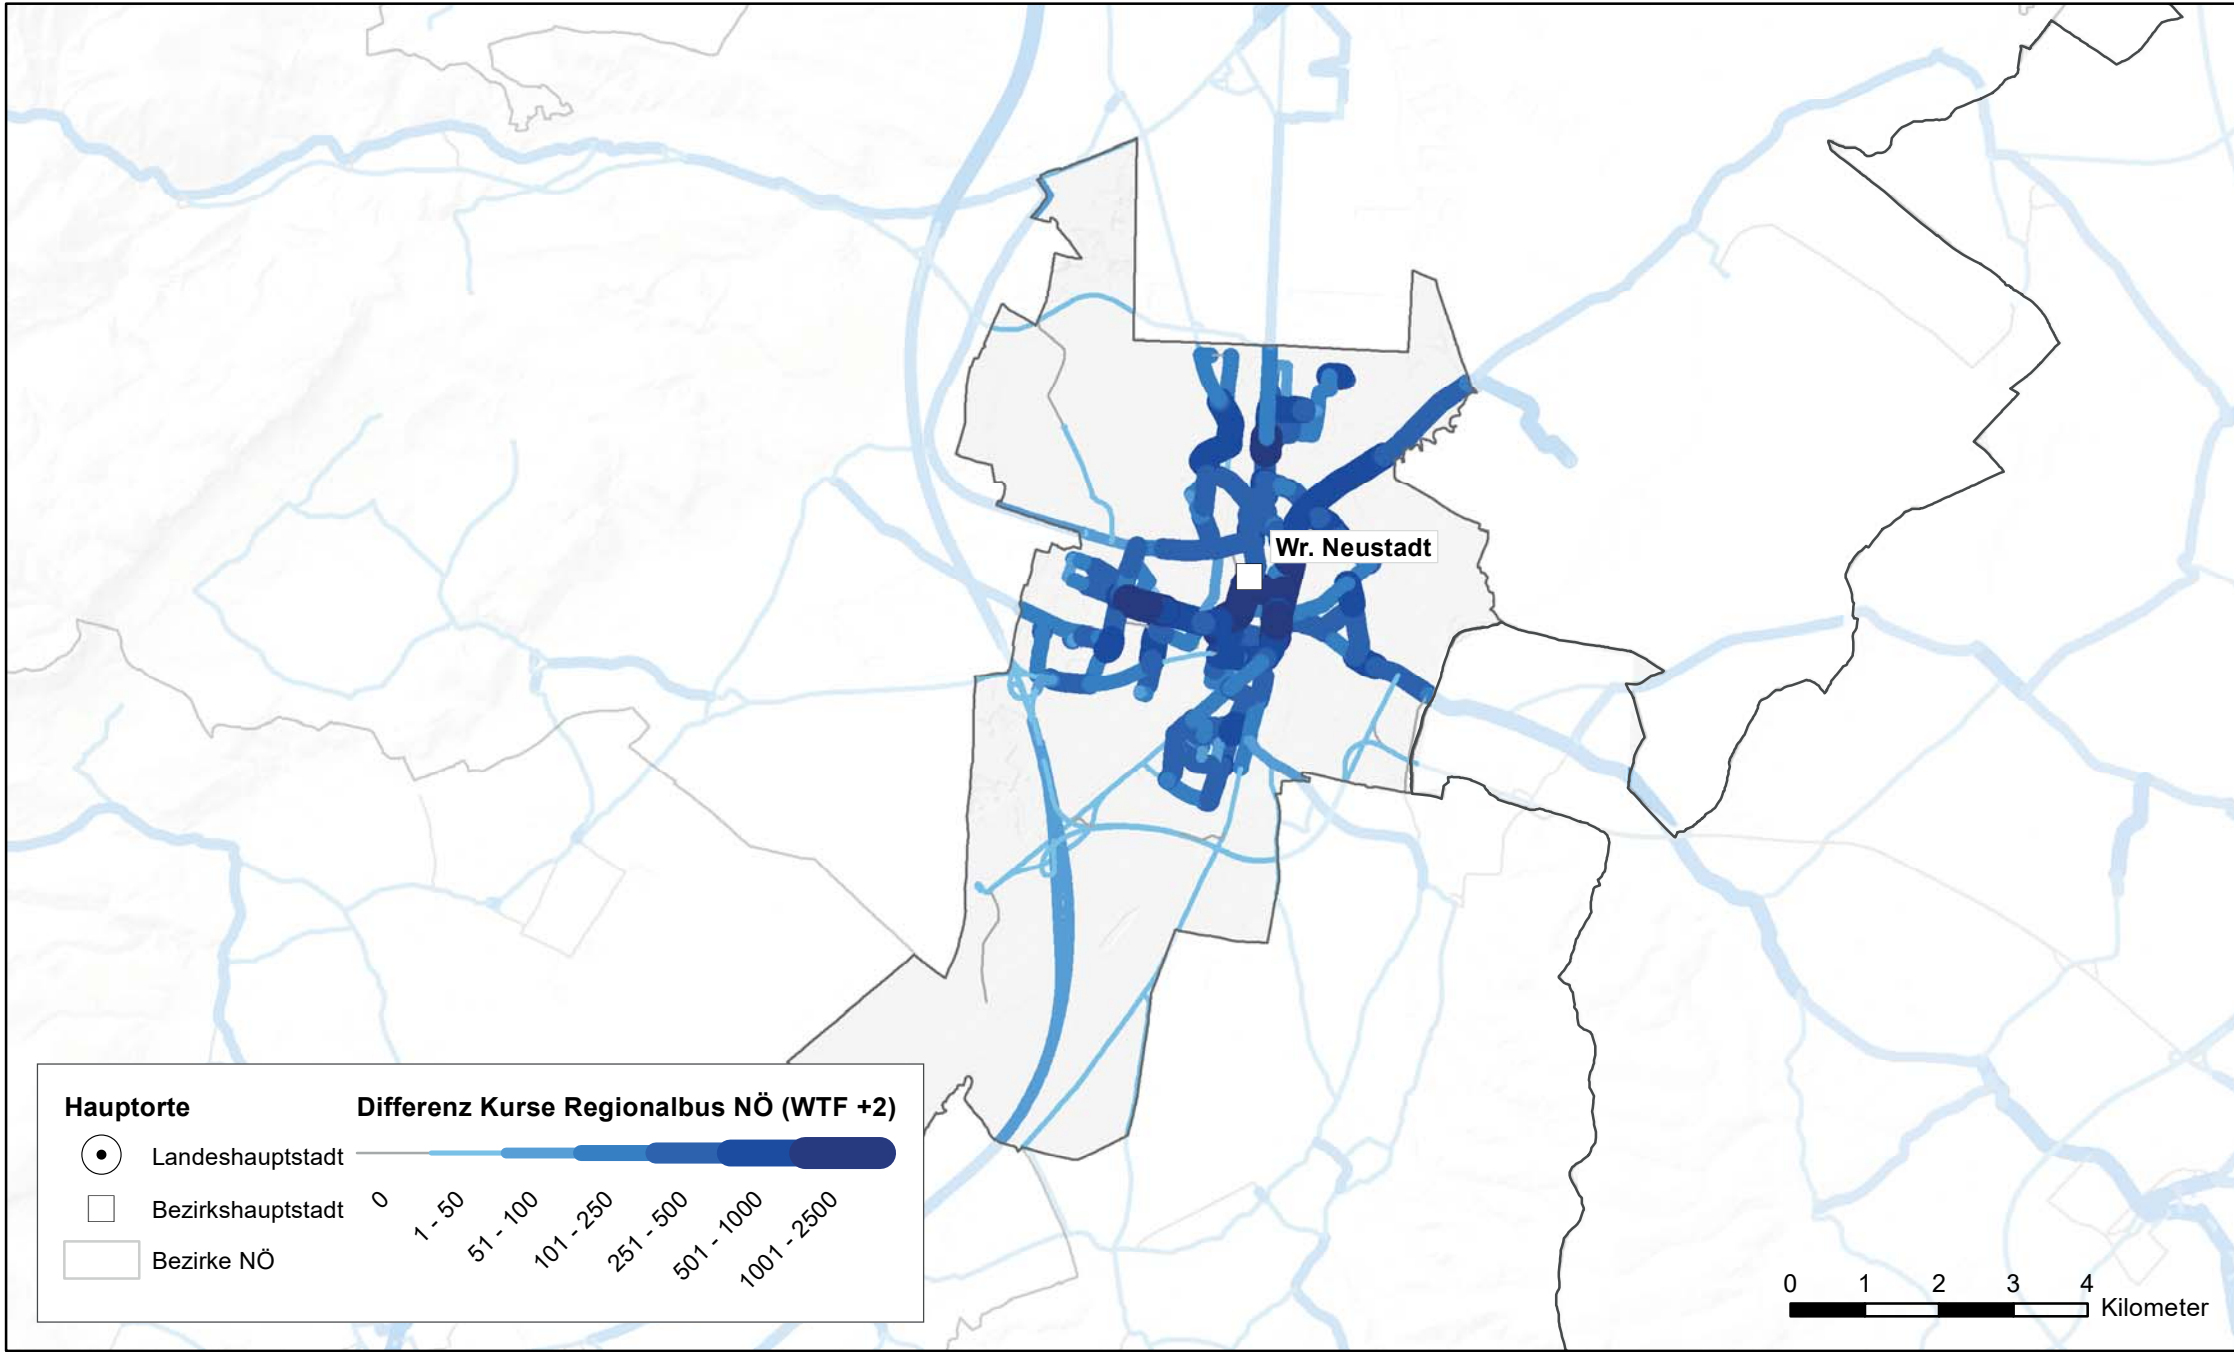 Wr. Neustadt
Hauptorte
Landeshauptstadt
Bezirkshauptstadt
Bezirke NÖ
Differenz Kurse Regionalbus NÖ (WTF +2)
0
1 - 50
51 - 100
101 - 250
251 - 500
501 - 1000
1001 - 2500
0 1 2 3 4
Kilometer